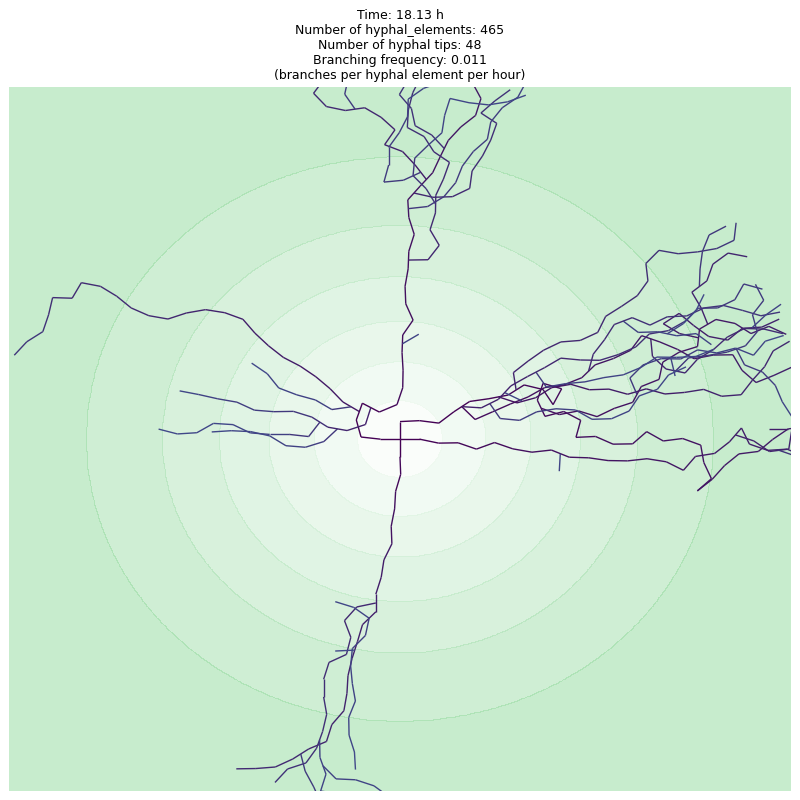 Time: 18.13 h
Number of hyphal_elements: 465
Number of hyphal tips: 48
Branching frequency: 0.011
(branches per hyphal element per hour)